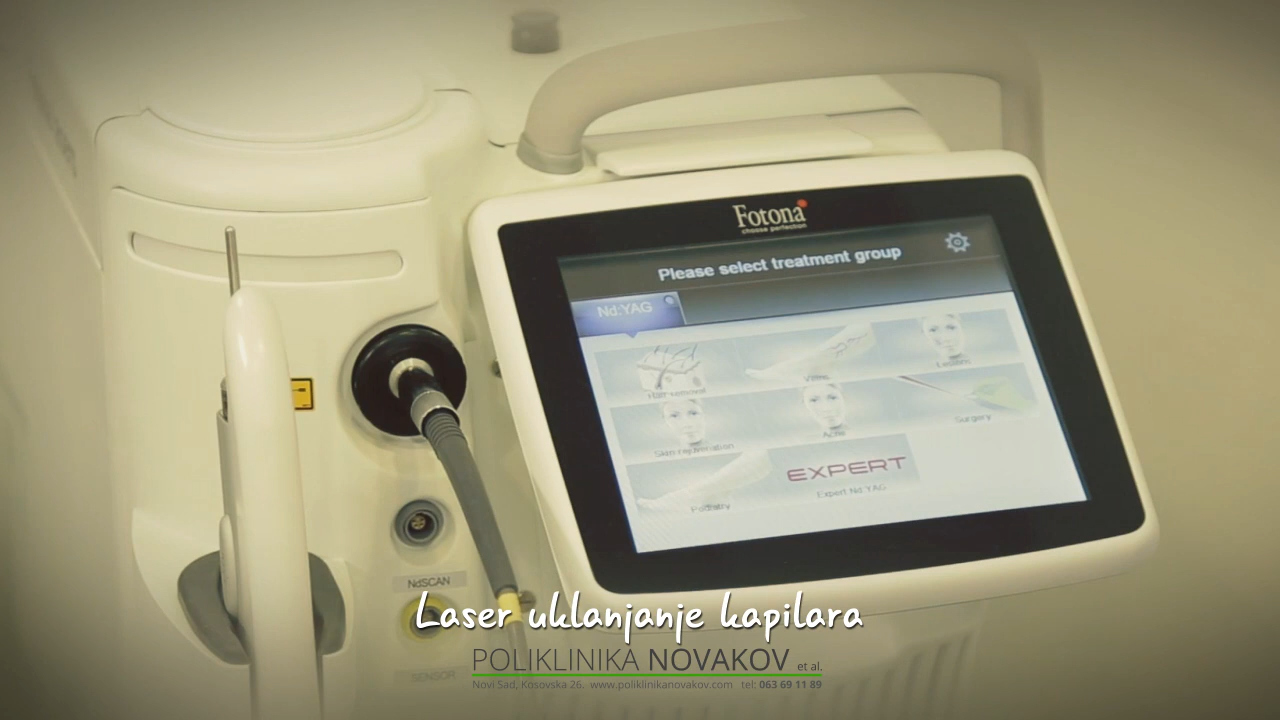 Fotona
choose perfection
Please select treatment group
Nd:YAG
Hair removal
Veins
Lesions
Skin rejuvenation
Acne
Surgery
Podiatry
EXPERT
Expert Nd:YAG
NdSCAN
SENSOR
Laser uklanjanje kapilara
POLIKLINIKA NOVAKOV et al.
Novi Sad, Kosovska 26. www.poliklinikanovakov.com tel: 063 69 11 89